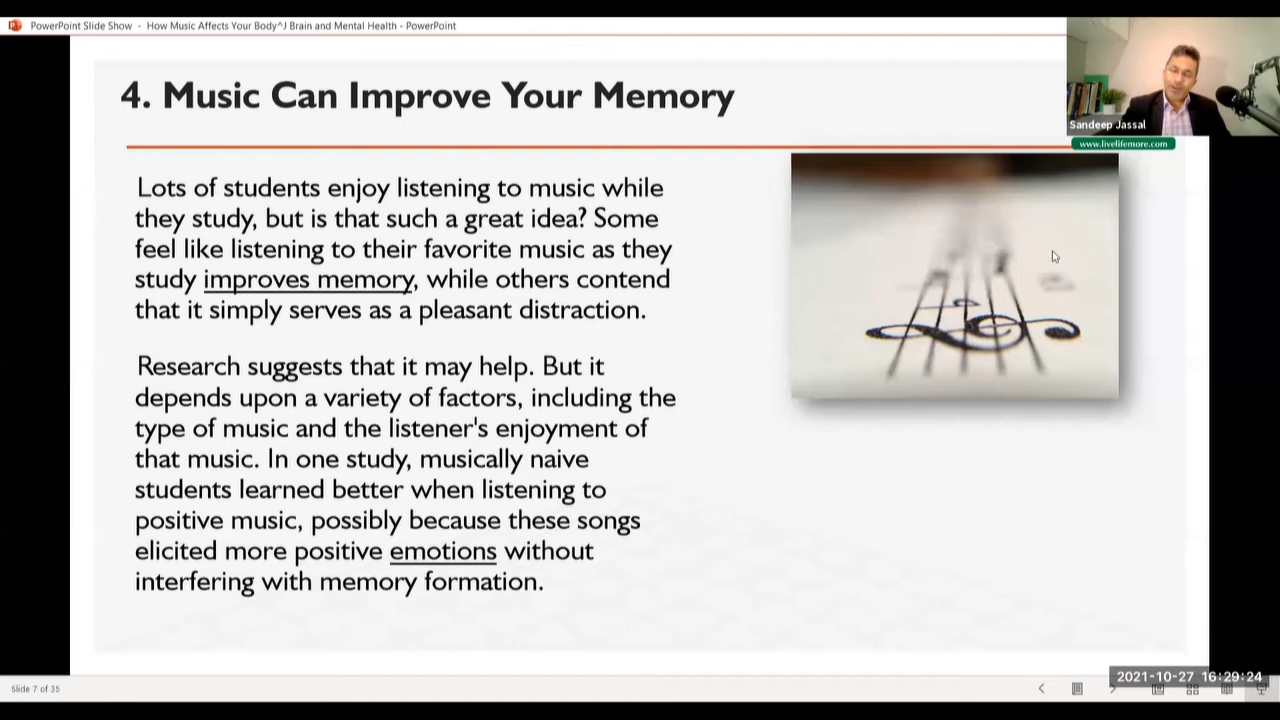 PowerPoint Slide Show - How Music Affects Your Body^J Brain and Mental Health - PowerPoint
4. Music Can Improve Your Memory
Sandeep Jassal
www.livelifemore.com
Lots of students enjoy listening to music while
they study, but is that such a great idea? Some
feel like listening to their favorite music as they
study improves memory, while others contend
that it simply serves as a pleasant distraction.
Research suggests that it may help. But it
depends upon a variety of factors, including the
type of music and the listener's enjoyment of
that music. In one study, musically naive
students learned better when listening to
positive music, possibly because these songs
elicited more positive emotions without
interfering with memory formation.
Slide 7 of 35
2021-10-27 16:29:24